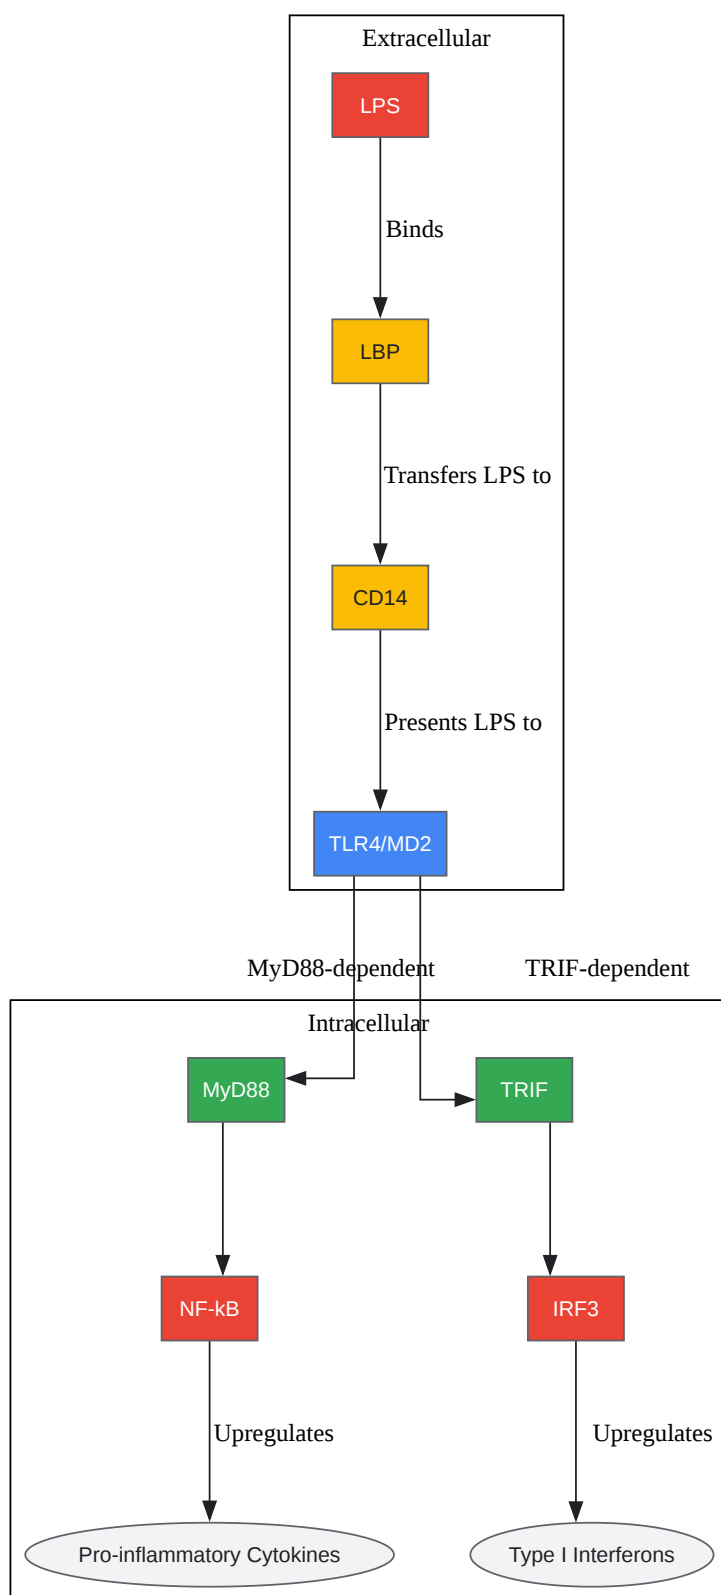 Extracellular
LPS
Binds
LBP
Transfers LPS to
CD14
Presents LPS to
TLR4/MD2
MyD88-dependent
TRIF-dependent
Intracellular
MyD88
TRIF
NF-kB
IRF3
Upregulates
Upregulates
Pro-inflammatory Cytokines
Type I Interferons